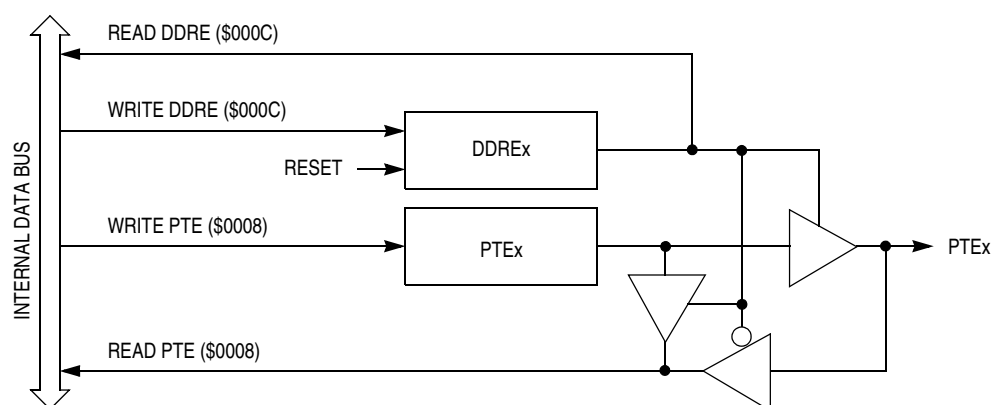 READ DDRE ($000C)
WRITE DDRE ($000C)
DDREx
RESET
WRITE PTE ($0008)
PTEx
PTEx
READ PTE ($0008)
INTERNAL DATA BUS